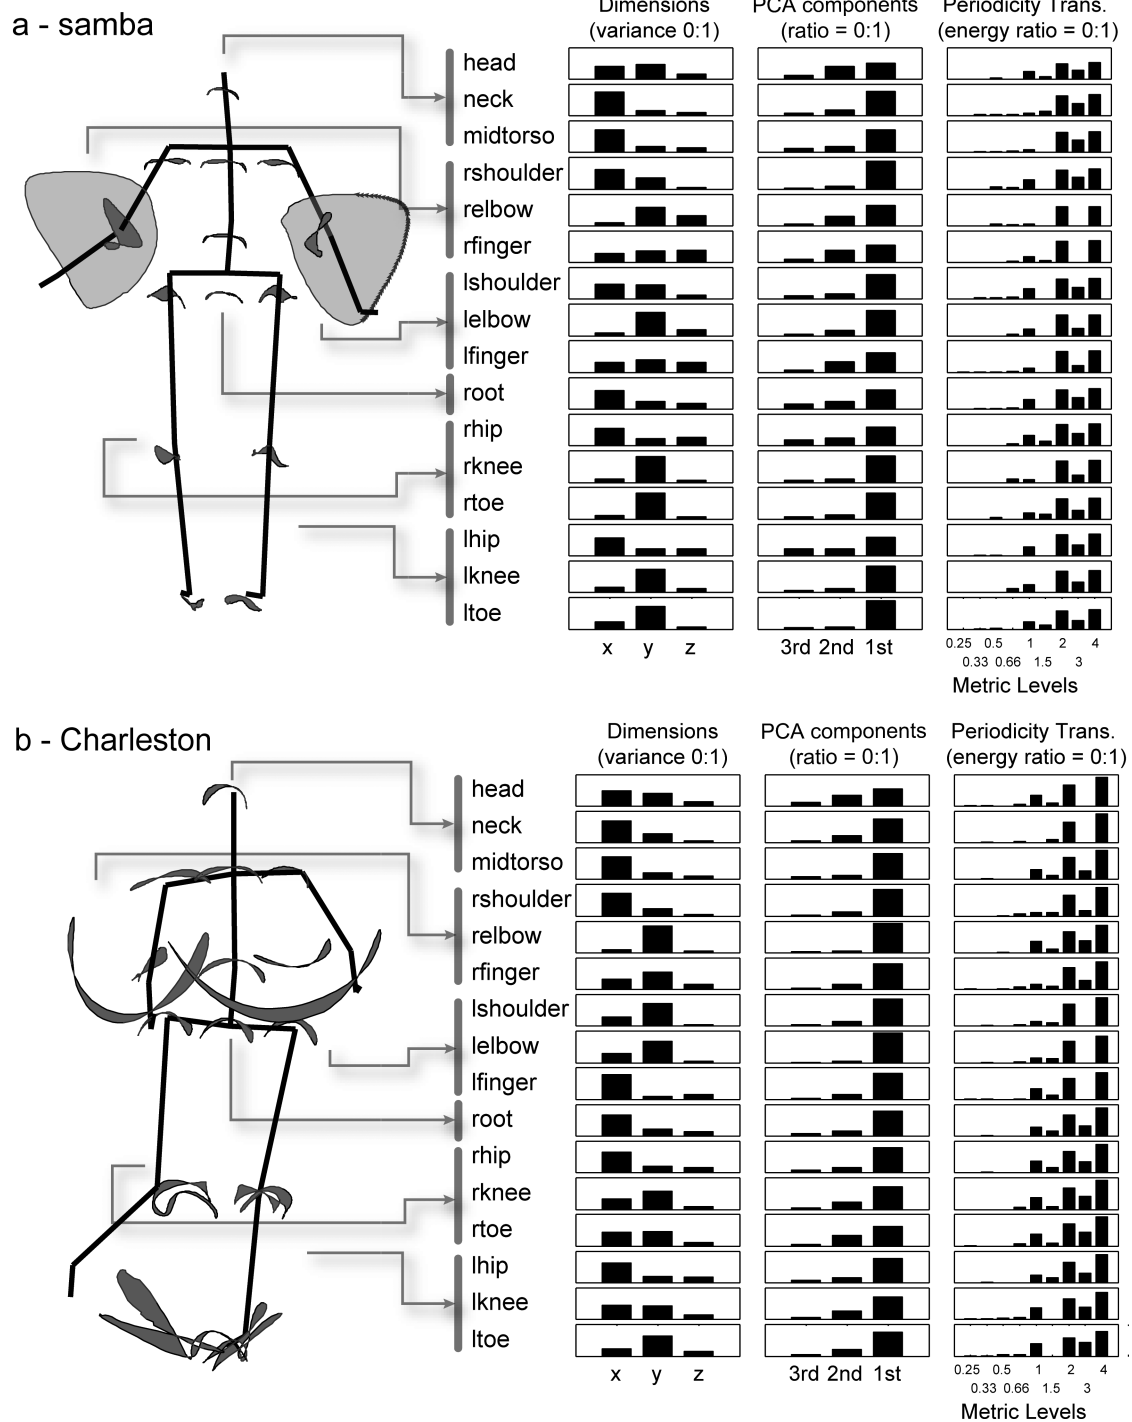 a - samba
Dimensions
(variance 0:1)
PCA components
(ratio = 0:1)
Periodicity Trans.
(energy ratio = 0:1)
head
neck
midtorso
rshoulder
relbow
rfinger
lshoulder
lelbow
lfinger
root
rhip
rknee
rtoe
lhip
lknee
ltoe
x y z
3rd 2nd 1st
0.25 0.5 1 2 4
0.33 0.66 1.5 3
Metric Levels
b - Charleston
Dimensions
(variance 0:1)
PCA components
(ratio = 0:1)
Periodicity Trans.
(energy ratio = 0:1)
head
neck
midtorso
rshoulder
relbow
rfinger
lshoulder
lelbow
lfinger
root
rhip
rknee
rtoe
lhip
lknee
ltoe
x y z
3rd 2nd 1st
0.25 0.5 1 2 4
0.33 0.66 1.5 3
Metric Levels